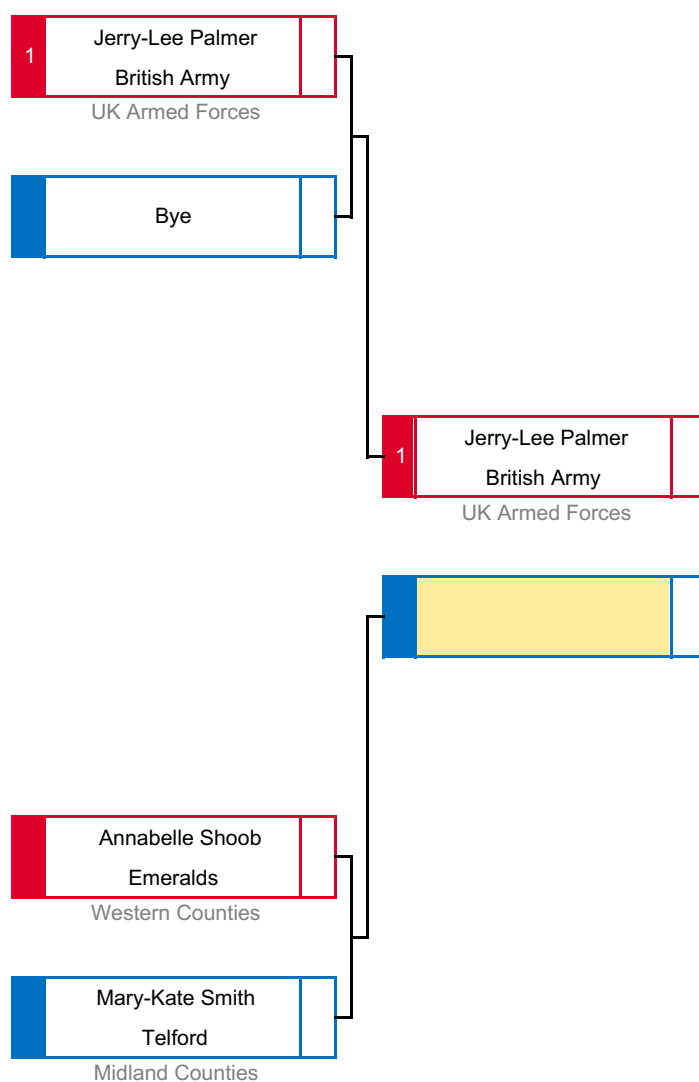 1
Jerry-Lee Palmer
British Army
UK Armed Forces
Bye
1
Jerry-Lee Palmer
British Army
UK Armed Forces
Annabelle Shoob
Emeralds
Western Counties
Mary-Kate Smith
Telford
Midland Counties